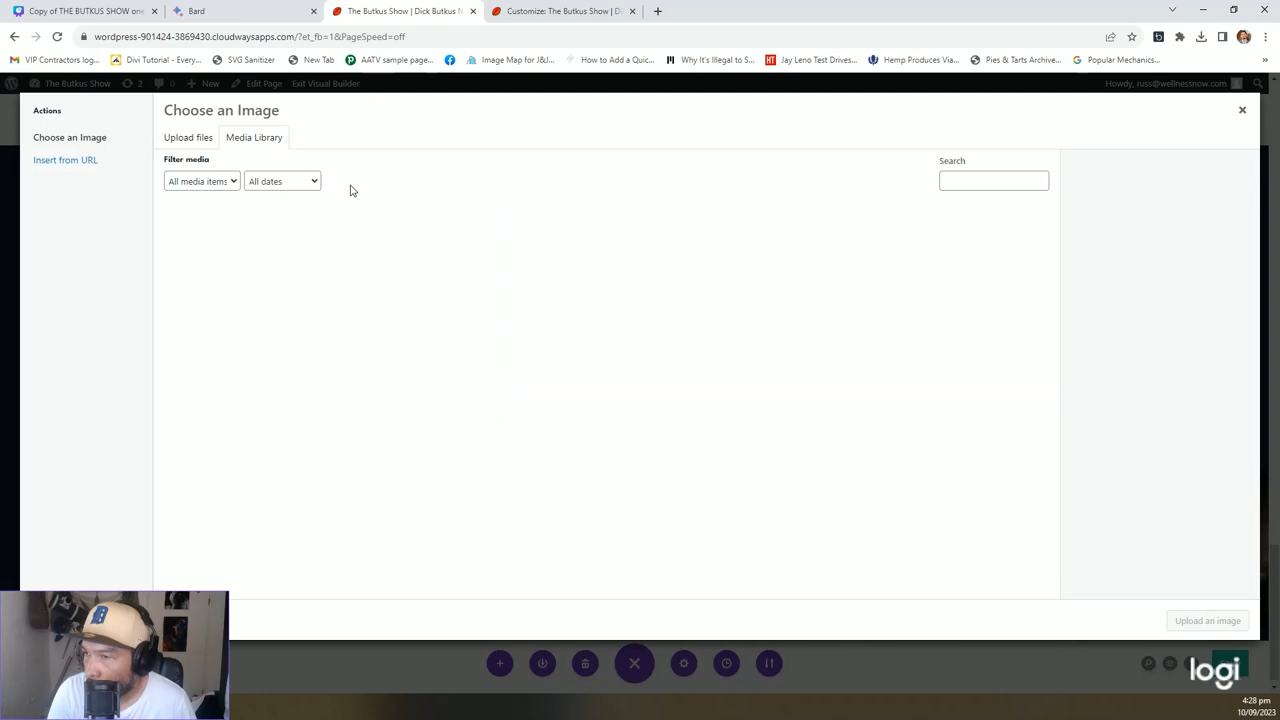 Copy of THE BUTKUS SHOW one
Bard
The Butkus Show | Dick Butkus N
Customize: The Butkus Show | Di
wordpress-901424-3869430.cloudwaysapps.com/?et_fb=1&PageSpeed=off
VIP Contractors log...
Divi Tutorial - Every...
SVG Sanitizer
New Tab
AATV sample page...
Image Map for J&J...
How to Add a Quic...
Why It's Illegal to S...
Jay Leno Test Drives...
Hemp Produces Via...
Pies & Tarts Archive...
Popular Mechanics...
The Butkus Show
2
0
New
Edit Page
Exit Visual Builder
Howdy, russ@wellnessnow.com
Actions
Choose an Image
Insert from URL
Choose an Image
Upload files
Media Library
Filter media
All media items
All dates
Search
Upload an image
logi
4:28 pm
10/09/2023